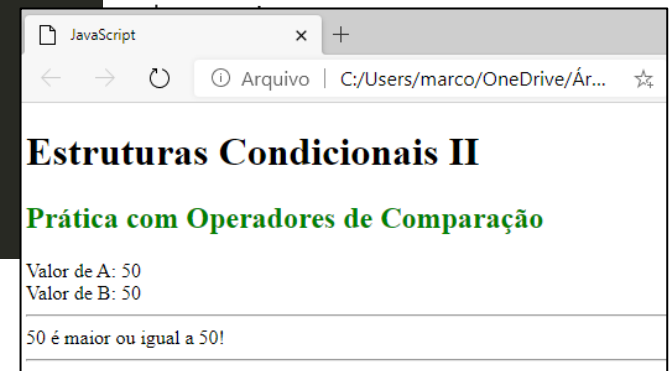 JavaScript
Arquivo C:/Users/marco/OneDrive/Ár...
Estruturas Condicionais II
Prática com Operadores de Comparação
Valor de A: 50
Valor de B: 50
50 é maior ou igual a 50!